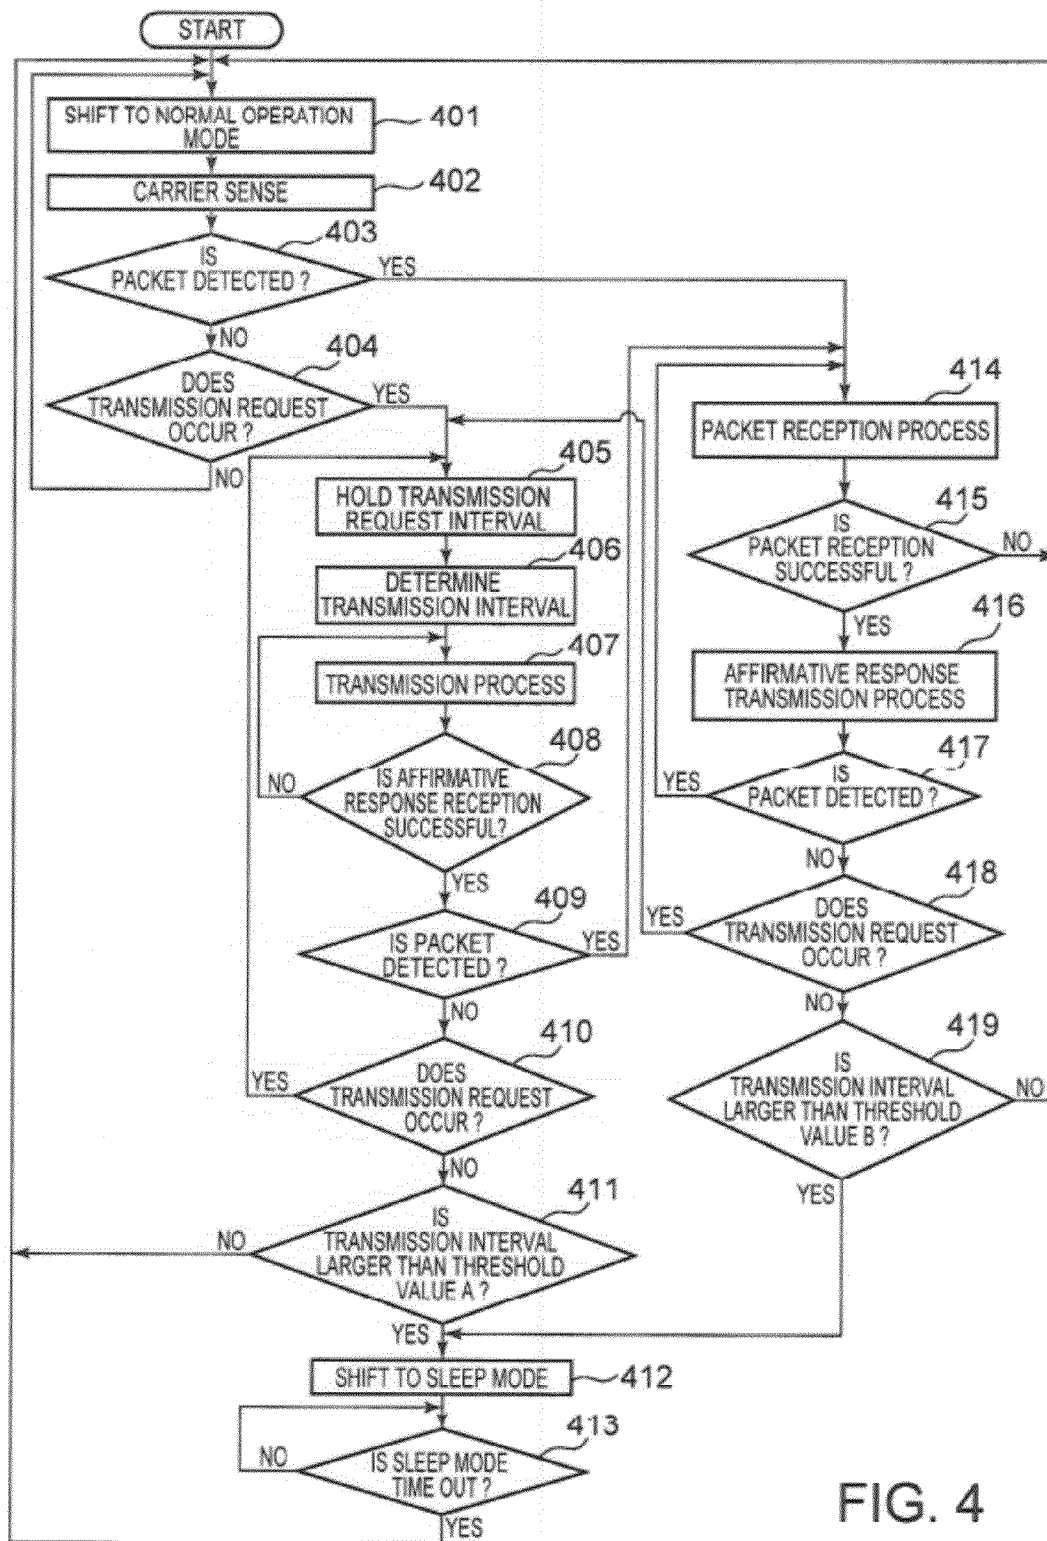 START
SHIFT TO NORMAL OPERATION
MODE
401
CARRIER SENSE
402
403
IS
PACKET DETECTED ?
YES
NO
404
DOES
TRANSMISSION REQUEST
OCCUR ?
YES
NO
405
HOLD TRANSMISSION
REQUEST INTERVAL
406
DETERMINE
TRANSMISSION INTERVAL
407
TRANSMISSION PROCESS
408
NO
IS AFFIRMATIVE
RESPONSE RECEPTION
SUCCESSFUL?
YES
409
IS PACKET
DETECTED ?
YES
NO
410
YES
DOES
TRANSMISSION REQUEST
OCCUR ?
NO
411
NO
IS
TRANSMISSION INTERVAL
LARGER THAN THRESHOLD
VALUE A ?
YES
SHIFT TO SLEEP MODE
412
413
NO
IS SLEEP MODE
TIME OUT ?
YES
414
PACKET RECEPTION PROCESS
415
IS
PACKET RECEPTION
SUCCESSFUL ?
NO
YES
416
AFFIRMATIVE RESPONSE
TRANSMISSION PROCESS
417
YES
IS
PACKET DETECTED ?
NO
418
YES
DOES
TRANSMISSION REQUEST
OCCUR ?
NO
419
IS
TRANSMISSION INTERVAL
LARGER THAN THRESHOLD
VALUE B ?
NO
YES
FIG. 4